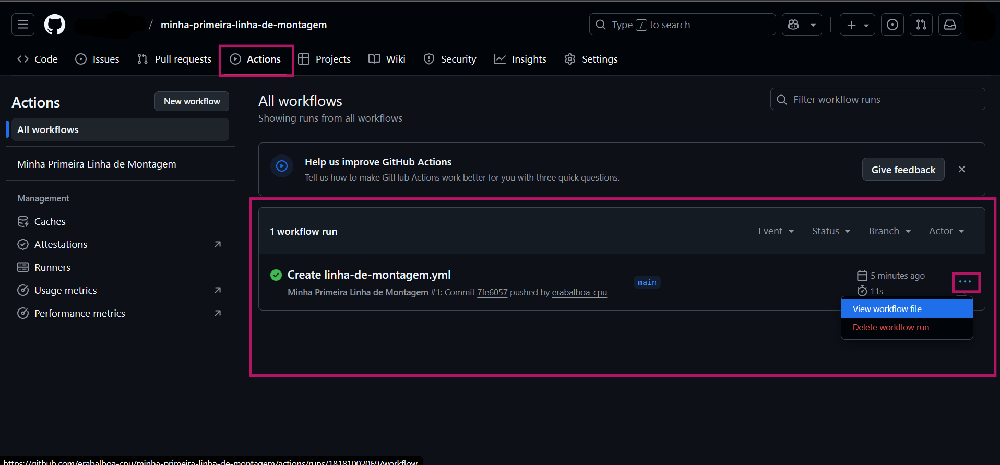 / minha-primeira-linha-de-montagem
Type / to search
Code Issues Pull requests Actions Projects Wiki Security Insights Settings
Actions
New workflow
All workflows
Minha Primeira Linha de Montagem
Management
Caches
Attestations
Runners
Usage metrics
Performance metrics
All workflows
Showing runs from all workflows
Filter workflow runs
Help us improve GitHub Actions
Tell us how to make GitHub Actions work better for you with three quick questions.
Give feedback
1 workflow run
Event Status Branch Actor
Create linha-de-montagem.yml
Minha Primeira Linha de Montagem #1: Commit 7fe6057 pushed by erabalboa-cpu
main
5 minutes ago
11s
View workflow file
Delete workflow run
https://github.com/erabalboa-cpu/minha-primeira-linha-de-montagem/actions/runs/18181002069/workflow